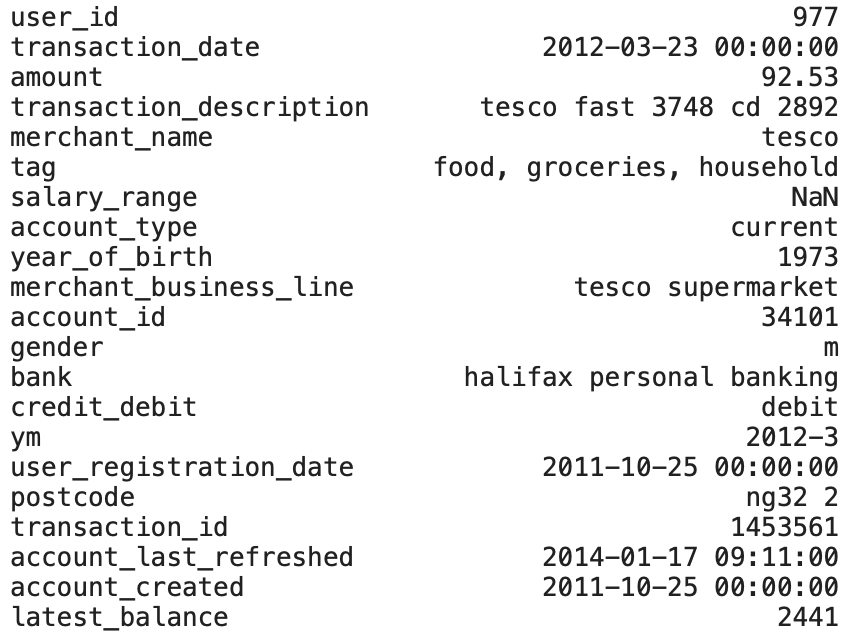 user_id 977
transaction_date 2012-03-23 00:00:00
amount 92.53
transaction_description tesco fast 3748 cd 2892
merchant_name tesco
tag food, groceries, household
salary_range NaN
account_type current
year_of_birth 1973
merchant_business_line tesco supermarket
account_id 34101
gender m
bank halifax personal banking
credit_debit debit
ym 2012-3
user_registration_date 2011-10-25 00:00:00
postcode ng32 2
transaction_id 1453561
account_last_refreshed 2014-01-17 09:11:00
account_created 2011-10-25 00:00:00
latest_balance 2441